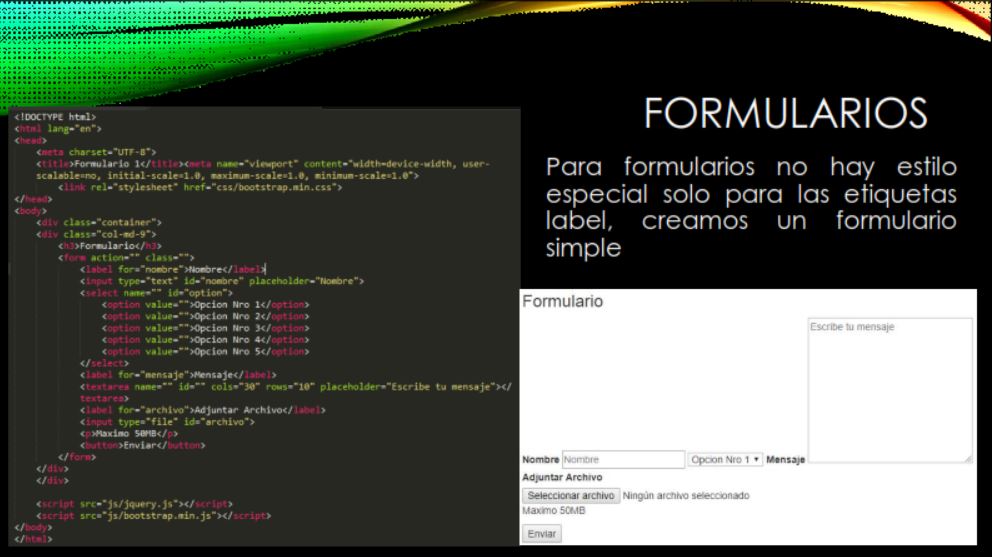 FORMULARIOS
Para formularios no hay estilo
especial solo para las etiquetas
label, creamos un formulario
simple
<!DOCTYPE html>
<html lang="en">
<head>
<meta charset="UTF-8">
<title>Formulario 1</title><meta name="viewport" content="width=device-width, user-
scalable=no, initial-scale=1.0, maximum-scale=1.0, minimum-scale=1.0">
<link rel="stylesheet" href="css/bootstrap.min.css">
</head>
<body>
<div class="container">
<div class="col-md-9">
<h3>Formulario</h3>
<form action="" class="">
<label for="nombre">Nombre</label>
<input type="text" id="nombre" placeholder="Nombre">
<select name="" id="option">
<option value="">Opcion Nro 1</option>
<option value="">Opcion Nro 2</option>
<option value="">Opcion Nro 3</option>
<option value="">Opcion Nro 4</option>
<option value="">Opcion Nro 5</option>
</select>
<label for="mensaje">Mensaje</label>
<textarea name="" id="" cols="30" rows="10" placeholder="Escribe tu mensaje"></
textarea>
<label for="archivo">Adjuntar Archivo</label>
<input type="file" id="archivo">
<p>Maximo 50MB</p>
<button>Enviar</button>
</form>
</div>
</div>
<script src="js/jquery.js"></script>
<script src="js/bootstrap.min.js"></script>
</body>
</html>
Formulario
Escribe tu mensaje
Nombre Nombre Opcion Nro 1 Mensaje
Adjuntar Archivo
Seleccionar archivo Ningún archivo seleccionado
Maximo 50MB
Enviar